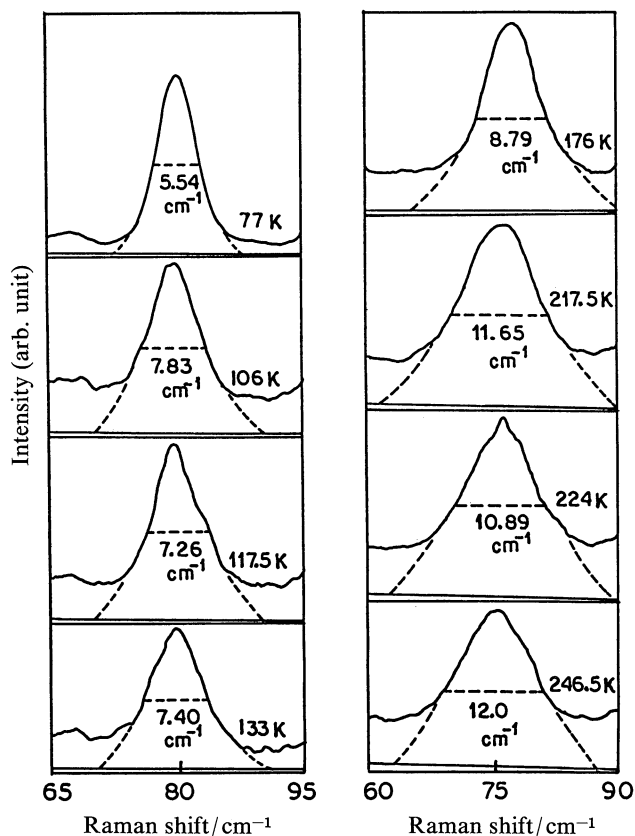 Intensity (arb. unit)
5.54
cm⁻¹
77 K
7.83
cm⁻¹
106 K
7.26
cm⁻¹
117.5 K
7.40
cm⁻¹
133 K
65 80 95
Raman shift/cm⁻¹
8.79
cm⁻¹
176 K
11.65
cm⁻¹
217.5 K
10.89
cm⁻¹
224 K
12.0
cm⁻¹
246.5 K
60 75 90
Raman shift/cm⁻¹